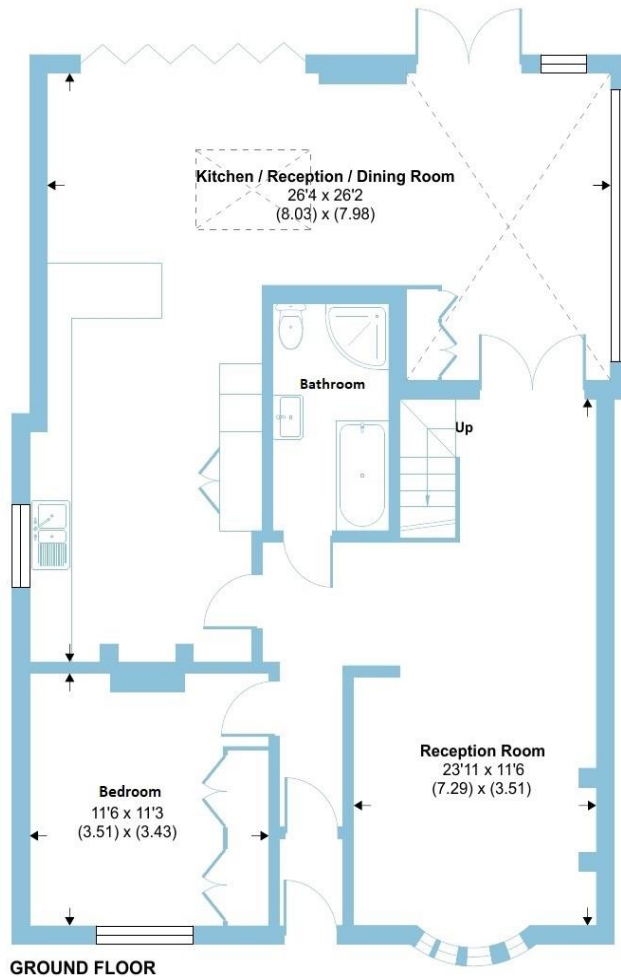 Kitchen / Reception / Dining Room
26'4 x 26'2
(8.03) x (7.98)
Bathroom
Up
Reception Room
23'11 x 11'6
(7.29) x (3.51)
Bedroom
11'6 x 11'3
(3.51) x (3.43)
GROUND FLOOR